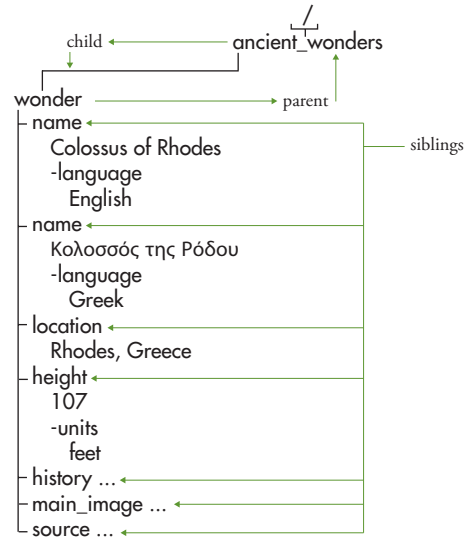 /
child
ancient_wonders
wonder
parent
name
siblings
Colossus of Rhodes
-language
English
name
Κολοσσός της Ρόδου
-language
Greek
location
Rhodes, Greece
height
107
-units
feet
history ...
main_image ...
source ...